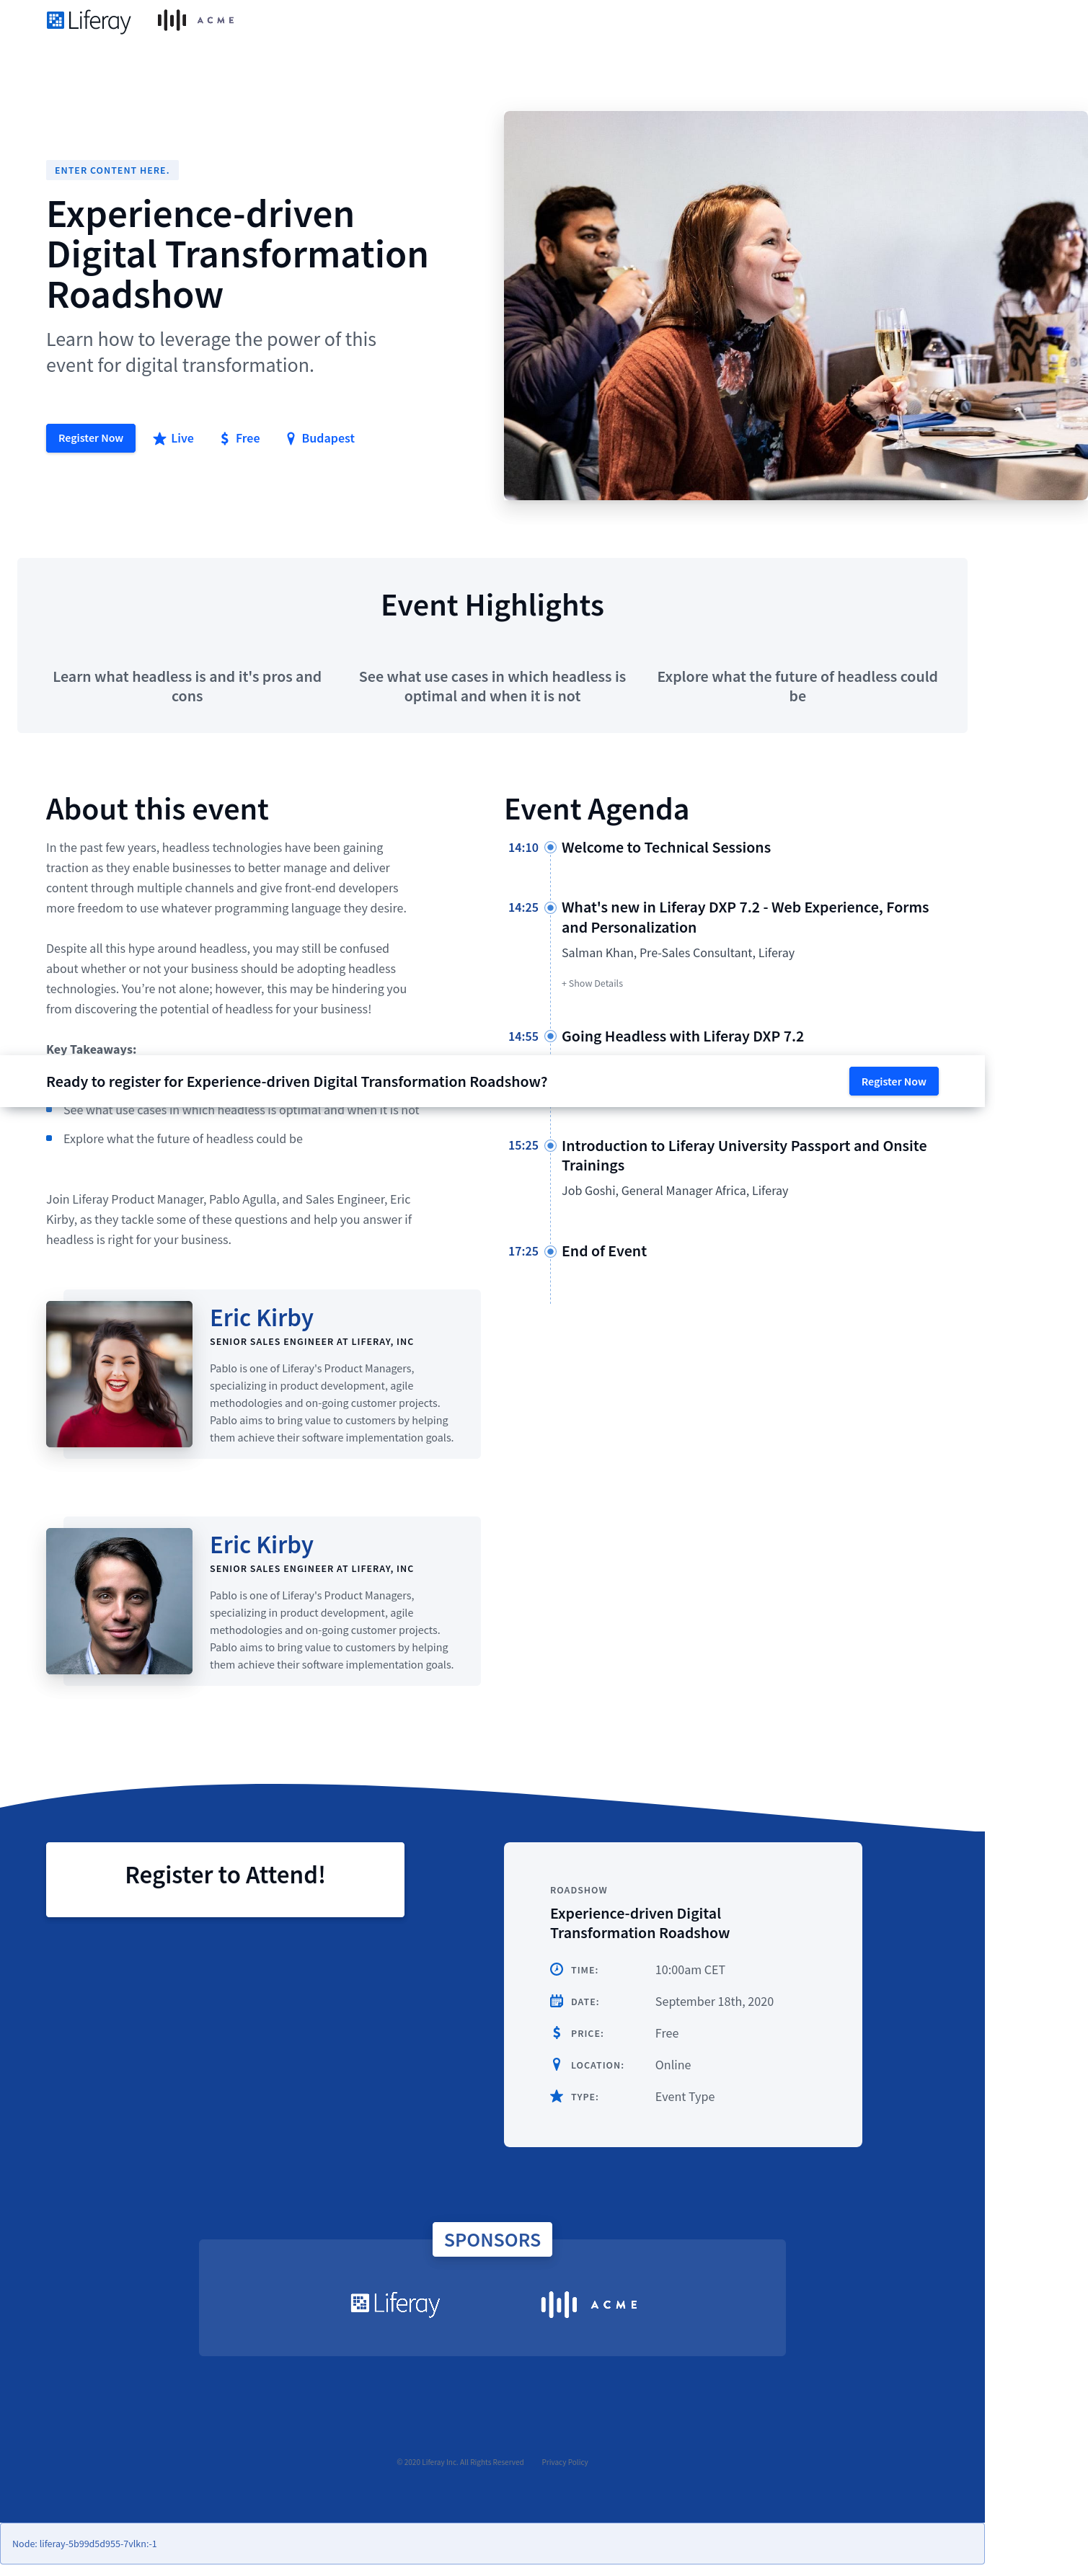 Liferay ACME
ENTER CONTENT HERE.
Experience-driven
Digital Transformation
Roadshow
Learn how to leverage the power of this
event for digital transformation.
Register Now Live Free Budapest
Event Highlights
Learn what headless is and it's pros and
cons
See what use cases in which headless is
optimal and when it is not
Explore what the future of headless could
be
About this event
In the past few years, headless technologies have been gaining
traction as they enable businesses to better manage and deliver
content through multiple channels and give front-end developers
more freedom to use whatever programming language they desire.
Despite all this hype around headless, you may still be confused
about whether or not your business should be adopting headless
technologies. You’re not alone; however, this may be hindering you
from discovering the potential of headless for your business!
Key Takeaways:
Event Agenda
14:10 Welcome to Technical Sessions
14:25 What's new in Liferay DXP 7.2 - Web Experience, Forms
and Personalization
Salman Khan, Pre-Sales Consultant, Liferay
+ Show Details
14:55 Going Headless with Liferay DXP 7.2
Ready to register for Experience-driven Digital Transformation Roadshow? Register Now
See what use cases in which headless is optimal and when it is not
Explore what the future of headless could be
Join Liferay Product Manager, Pablo Agulla, and Sales Engineer, Eric
Kirby, as they tackle some of these questions and help you answer if
headless is right for your business.
15:25 Introduction to Liferay University Passport and Onsite
Trainings
Job Goshi, General Manager Africa, Liferay
17:25 End of Event
Eric Kirby
SENIOR SALES ENGINEER AT LIFERAY, INC
Pablo is one of Liferay's Product Managers,
specializing in product development, agile
methodologies and on-going customer projects.
Pablo aims to bring value to customers by helping
them achieve their software implementation goals.
Eric Kirby
SENIOR SALES ENGINEER AT LIFERAY, INC
Pablo is one of Liferay's Product Managers,
specializing in product development, agile
methodologies and on-going customer projects.
Pablo aims to bring value to customers by helping
them achieve their software implementation goals.
Register to Attend!
ROADSHOW
Experience-driven Digital
Transformation Roadshow
TIME: 10:00am CET
DATE: September 18th, 2020
PRICE: Free
LOCATION: Online
TYPE: Event Type
SPONSORS
Liferay ACME
© 2020 Liferay Inc. All Rights Reserved Privacy Policy
Node: liferay-5b99d5d955-7vlkn:-1